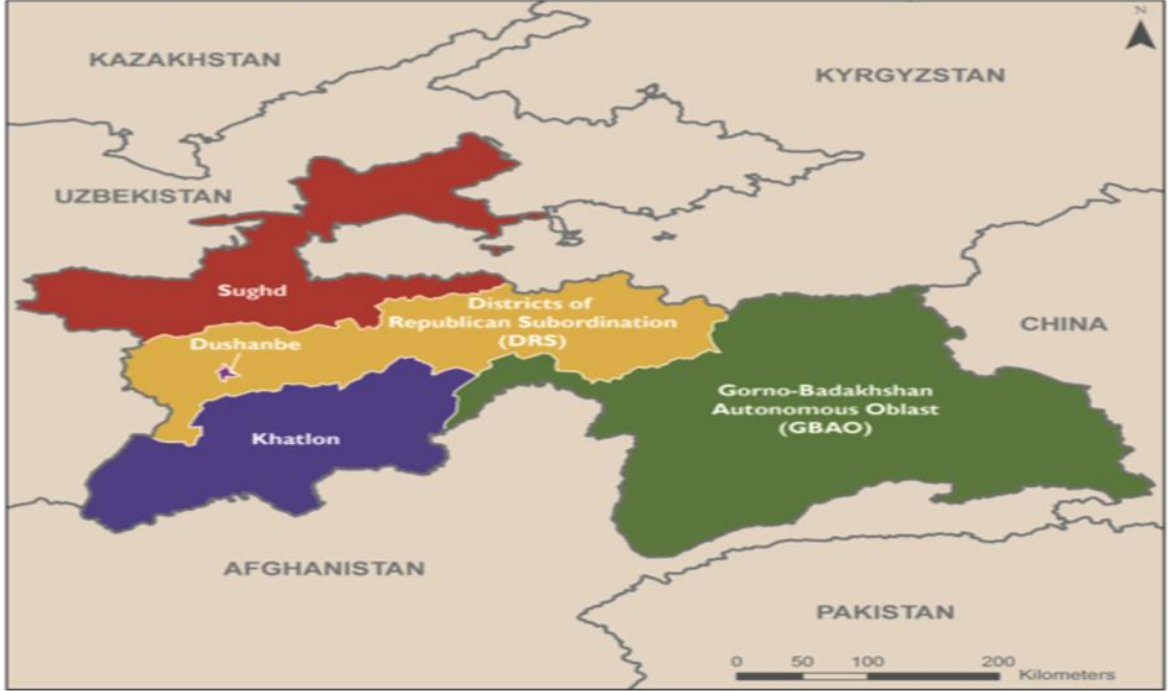 N
KAZAKHSTAN
KYRGYZSTAN
UZBEKISTAN
Sughd
Districts of
Republican Subordination
(DRS)
Dushanbe
CHINA
Gorno-Badakhshan
Autonomous Oblast
(GBAO)
Khatlon
AFGHANISTAN
PAKISTAN
0 50 100 200
Kilometers